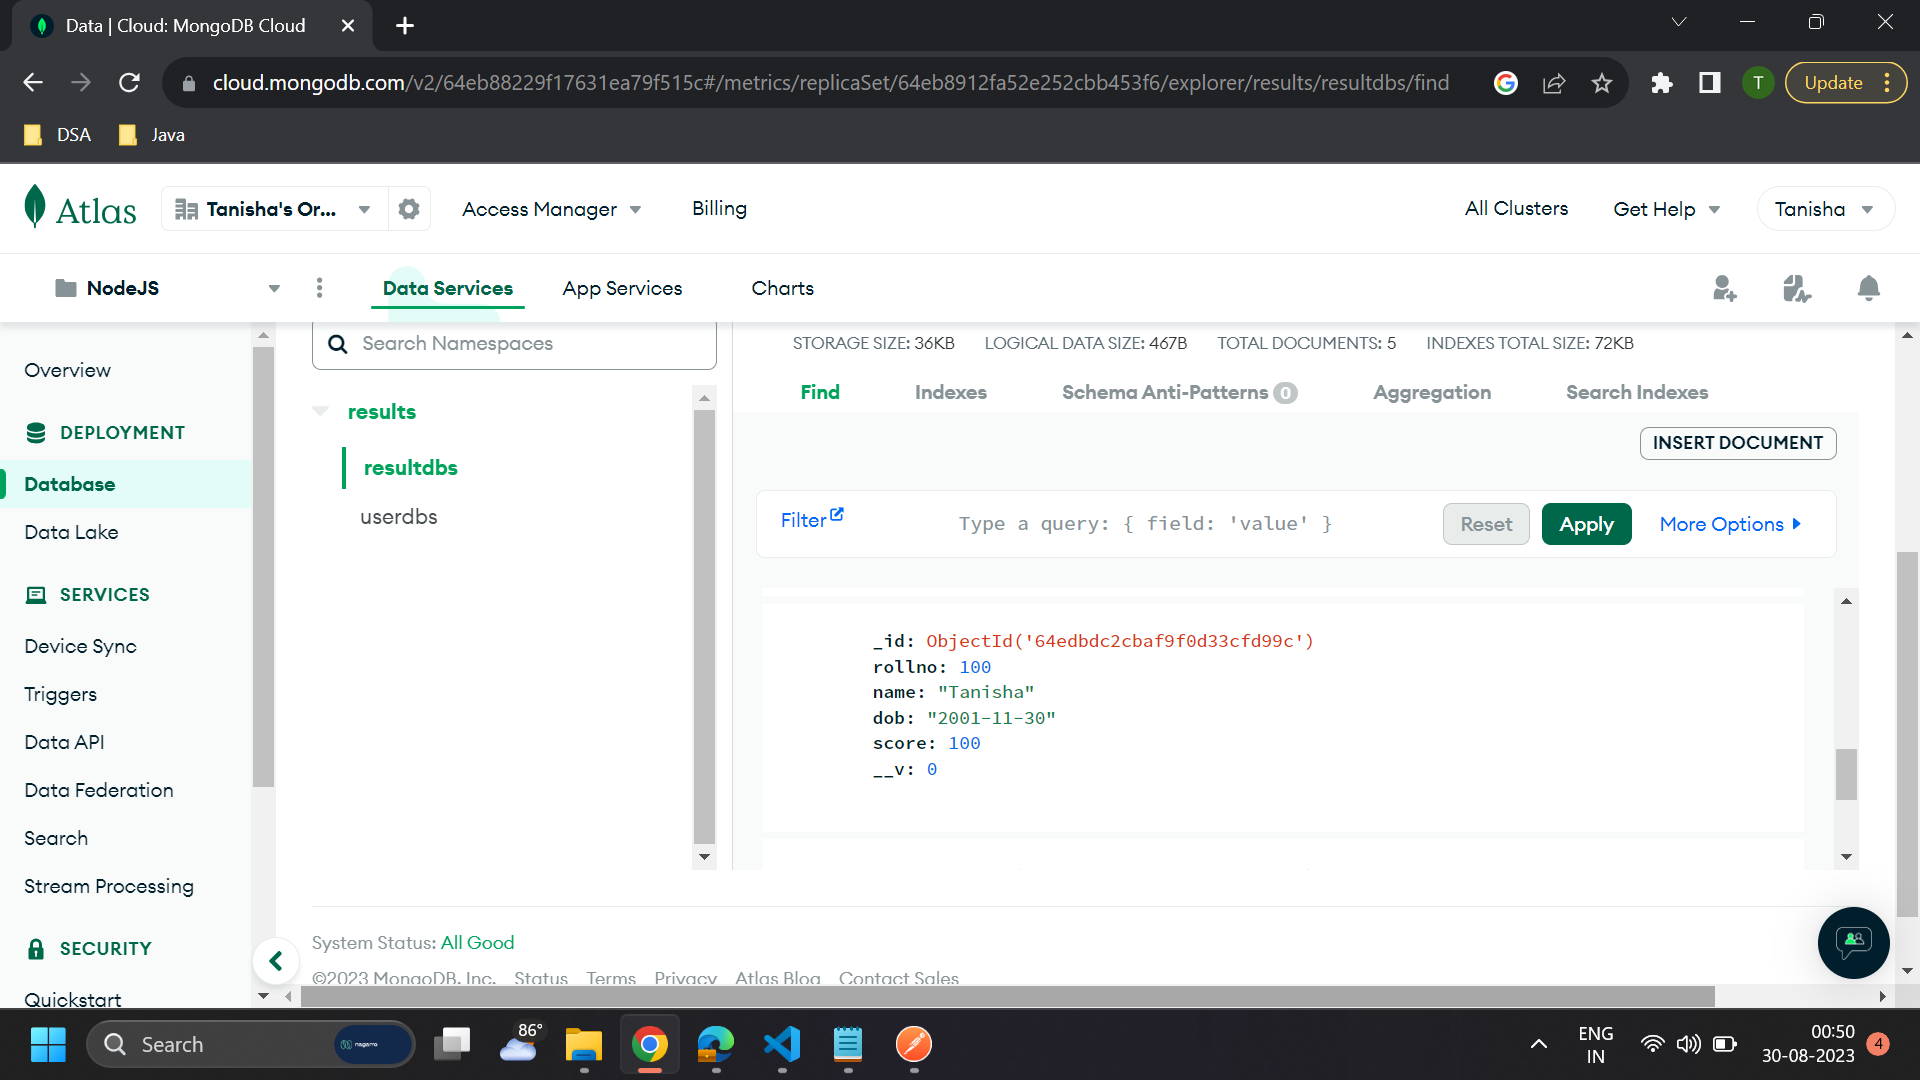 Data | Cloud: MongoDB Cloud
cloud.mongodb.com/v2/64eb88229f17631ea79f515c#/metrics/replicaSet/64eb8912fa52e252cbb453f6/explorer/results/resultdbs/find
T
Update
DSA
Java
Atlas
Tanisha's Or...
Access Manager
Billing
All Clusters
Get Help
Tanisha
NodeJS
Data Services
App Services
Charts
Overview
DEPLOYMENT
Database
Data Lake
SERVICES
Device Sync
Triggers
Data API
Data Federation
Search
Stream Processing
SECURITY
Quickstart
Search Namespaces
results
resultdbs
userdbs
STORAGE SIZE: 36KB LOGICAL DATA SIZE: 467B TOTAL DOCUMENTS: 5 INDEXES TOTAL SIZE: 72KB
Find
Indexes
Schema Anti-Patterns 0
Aggregation
Search Indexes
INSERT DOCUMENT
Filter
Type a query: { field: 'value' }
Reset
Apply
More Options
_id: ObjectId('64edbdc2cbaf9f0d33cfd99c')
rollno: 100
name: "Tanisha"
dob: "2001-11-30"
score: 100
__v: 0
System Status: All Good
©2023 MongoDB, Inc. Status Terms Privacy Atlas Blog Contact Sales
Search
nagarro
86°
ENG
IN
00:50
30-08-2023
4